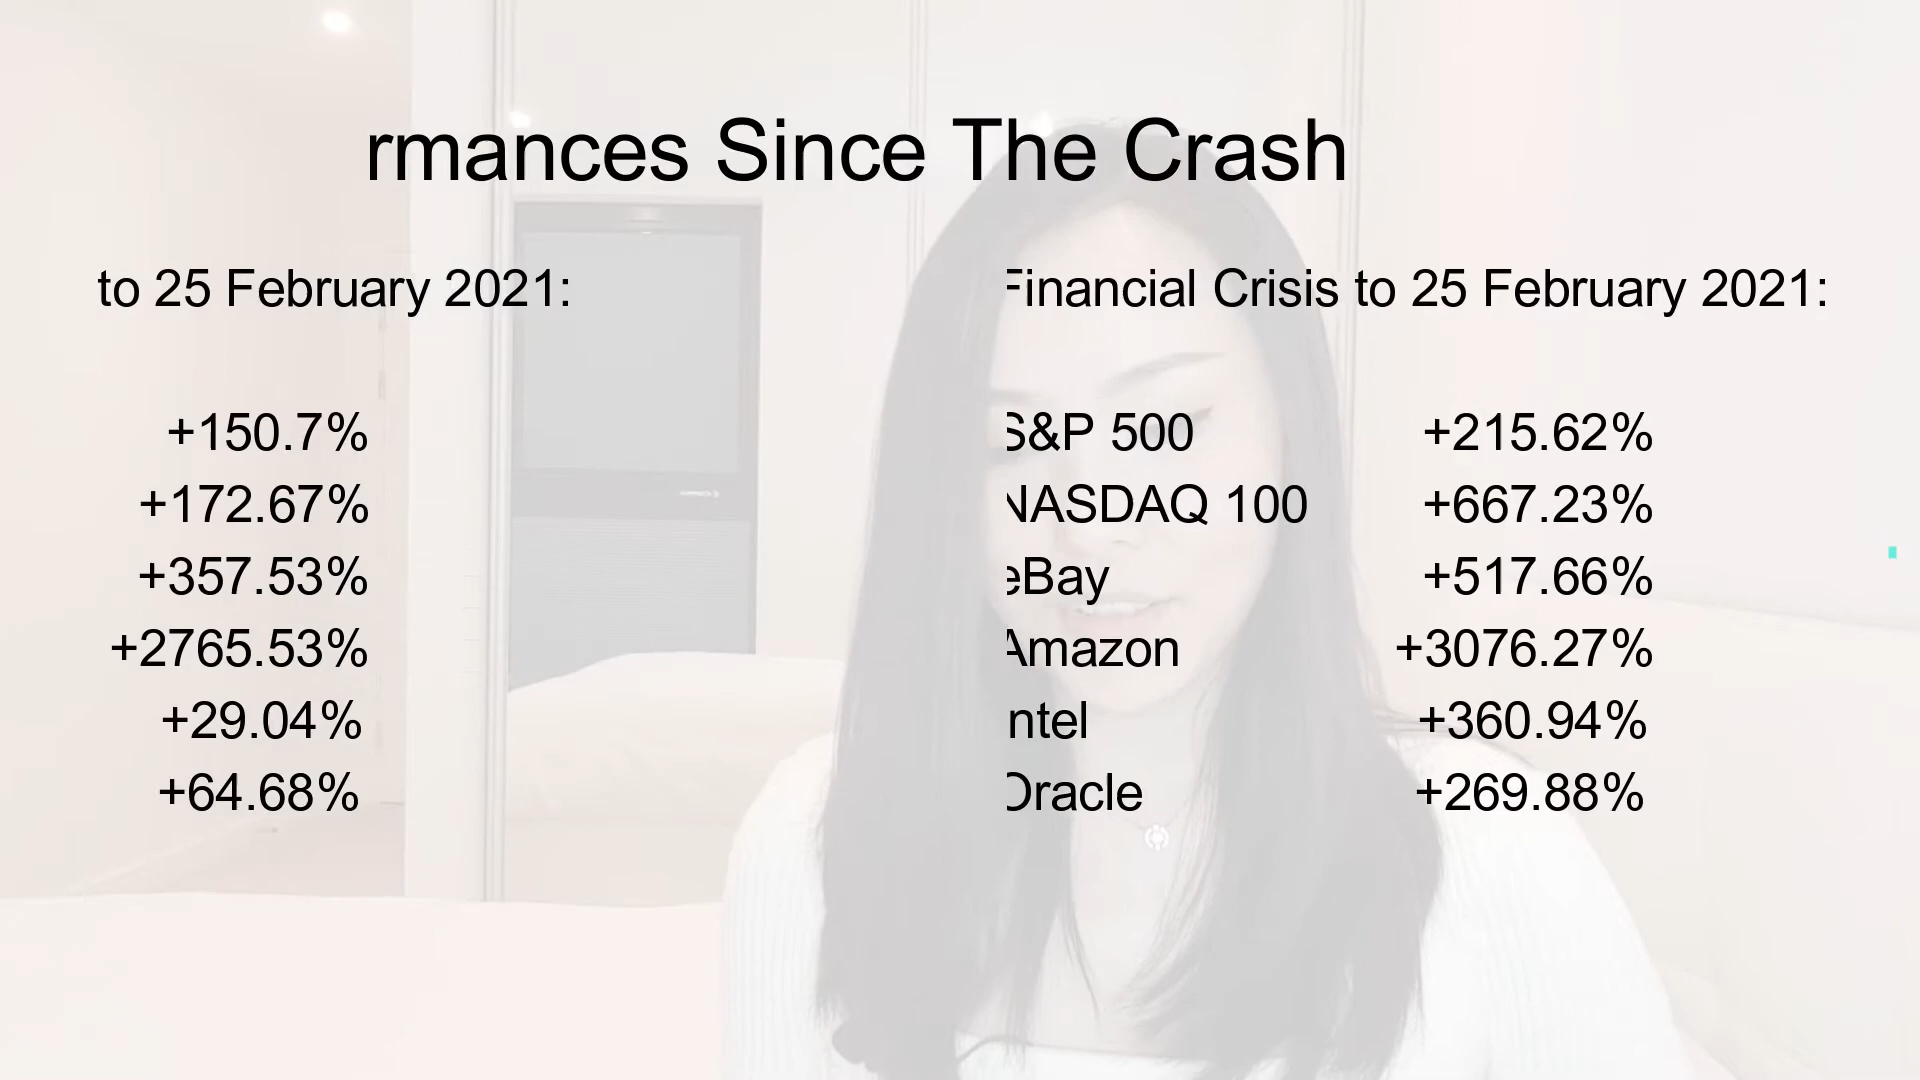 rmances Since The Crash
to 25 February 2021:
+150.7%
+172.67%
+357.53%
+2765.53%
+29.04%
+64.68%
Financial Crisis to 25 February 2021:
S&P 500 +215.62%
NASDAQ 100 +667.23%
eBay +517.66%
Amazon +3076.27%
Intel +360.94%
Oracle +269.88%